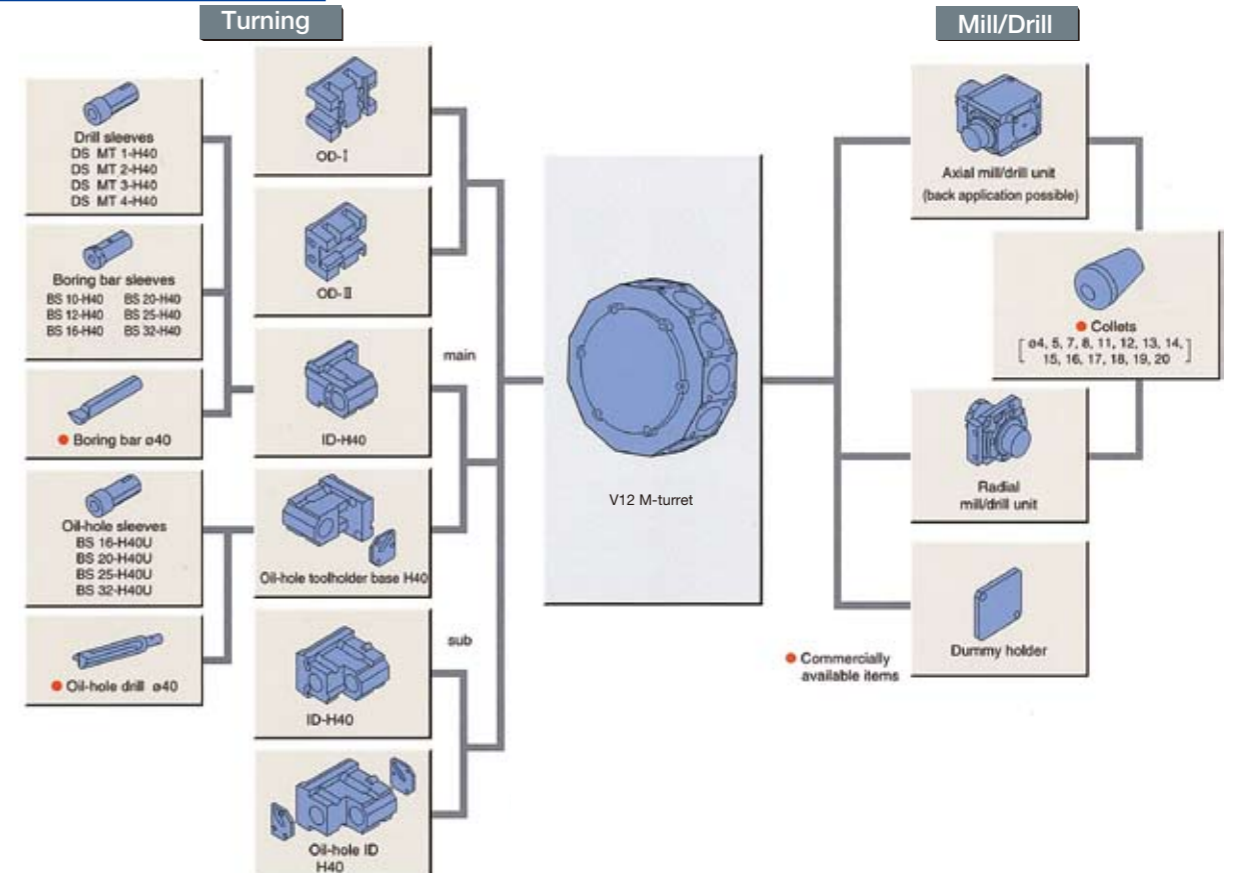 Turning
Mill/Drill
Drill sleeves
DS MT 1-H40
DS MT 2-H40
DS MT 3-H40
DS MT 4-H40
Boring bar sleeves
BS 10-H40 BS 20-H40
BS 12-H40 BS 25-H40
BS 16-H40 BS 32-H40
Boring bar ø40
Oil-hole sleeves
BS 16-H40U
BS 20-H40U
BS 25-H40U
BS 32-H40U
Oil-hole drill ø40
OD-I
OD-II
main
ID-H40
Oil-hole toolholder base H40
sub
ID-H40
Oil-hole ID
H40
V12 M-turret
Axial mill/drill unit
(back application possible)
Collets
[ø4, 5, 7, 8, 11, 12, 13, 14,
15, 16, 17, 18, 19, 20]
Radial
mill/drill unit
Dummy holder
Commercially
available items